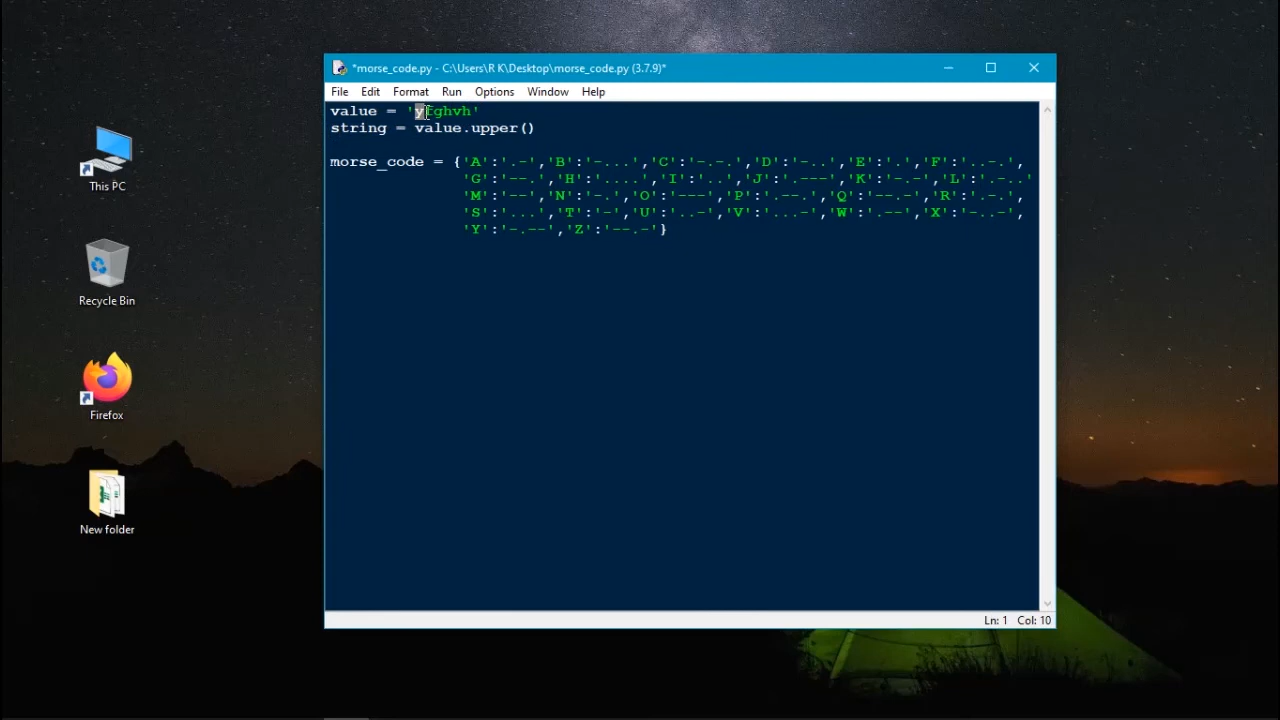 *morse_code.py - C:\Users\R K\Desktop\morse_code.py (3.7.9)*
File Edit Format Run Options Window Help
value = 'yfghvh'
string = value.upper()
morse_code = {'A':'.-','B':'-...','C':'-.-.','D':'-..','E':'.','F':'..-.',
'G':'--.','H':'....','I':'..','J':'.---','K':'-.-','L':'.-..'
'M':'--','N':'-.','O':'---','P':'.--.','Q':'--.-','R':'.-.',
'S':'...','T':'-','U':'..-','V':'...-','W':'.--','X':'-..-',
'Y':'-.--','Z':'--.-'}
This PC
Recycle Bin
Firefox
New folder
Ln: 1 Col: 10